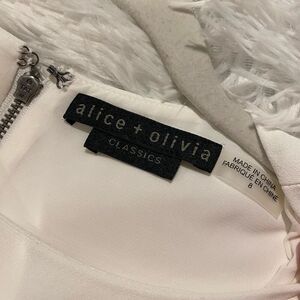 alice + olivia
CLASSICS
MADE IN CHINA
FABRIQUÉ EN CHINE
8